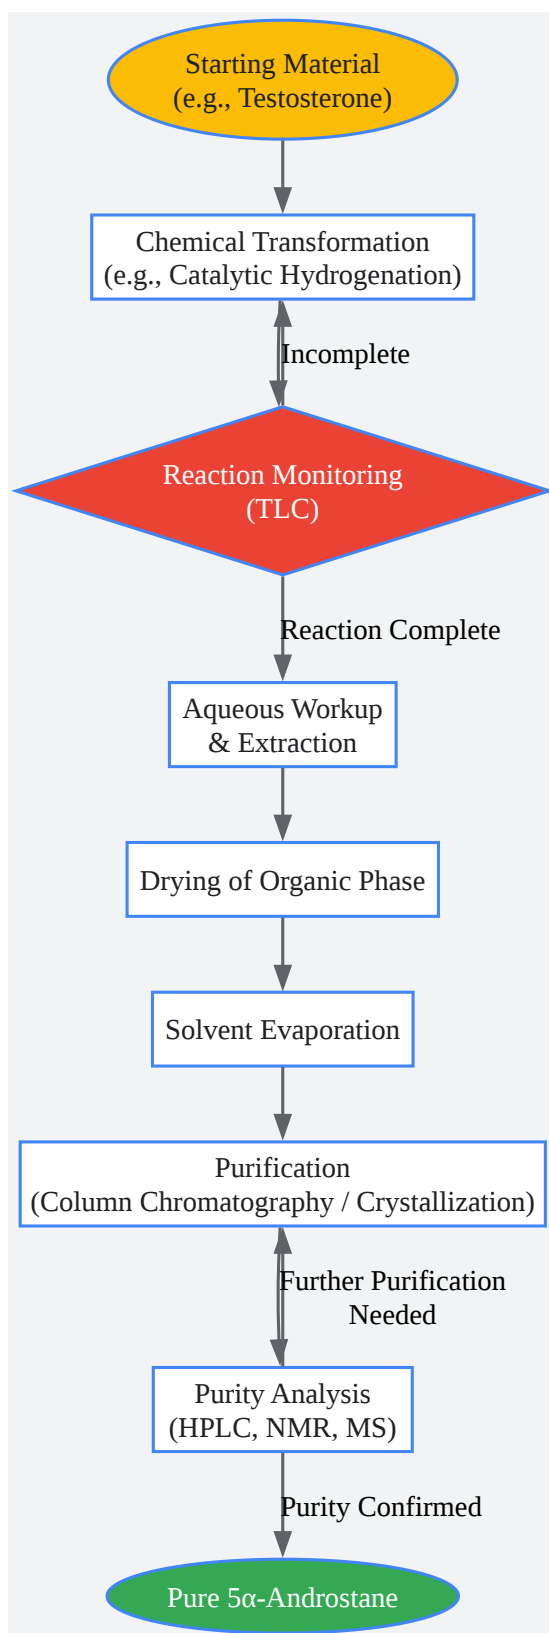 Starting Material
(e.g., Testosterone)
Chemical Transformation
(e.g., Catalytic Hydrogenation)
Incomplete
Reaction Monitoring
(TLC)
Reaction Complete
Aqueous Workup
& Extraction
Drying of Organic Phase
Solvent Evaporation
Purification
(Column Chromatography / Crystallization)
Further Purification
Needed
Purity Analysis
(HPLC, NMR, MS)
Purity Confirmed
Pure 5α-Androstane